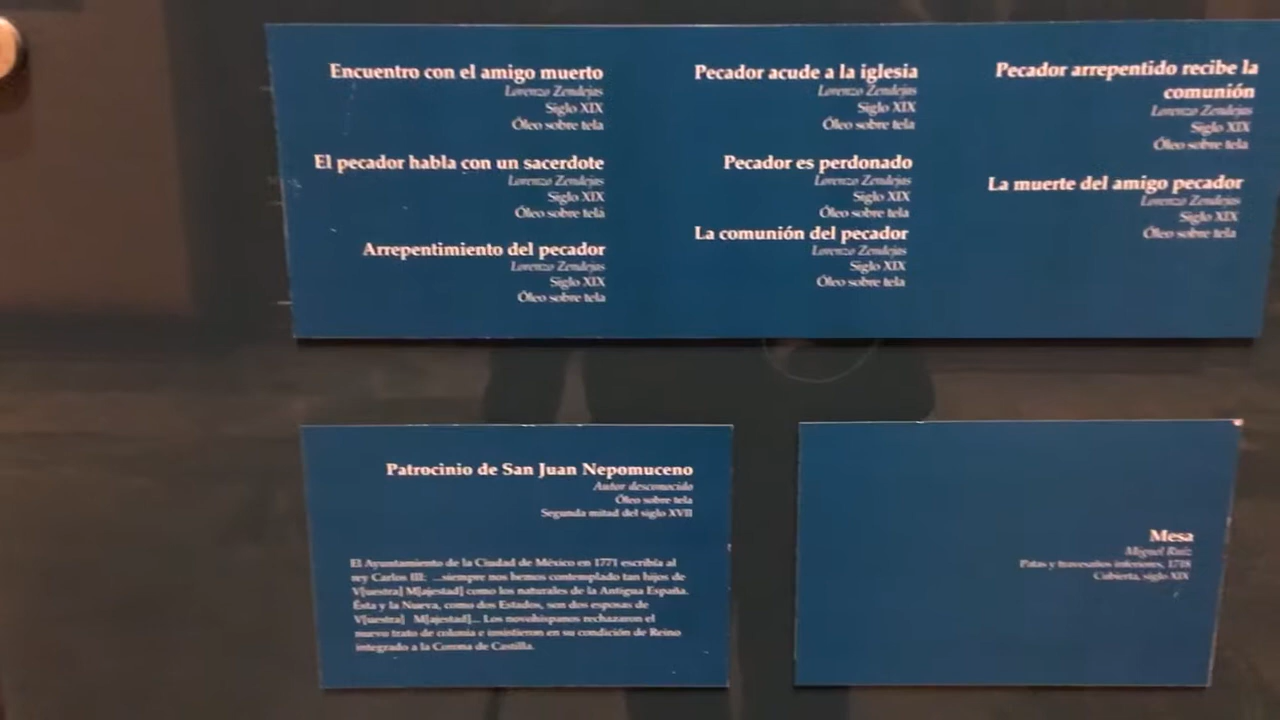 Encuentro con el amigo muerto
Lorenzo Zendejas
Siglo XIX
Óleo sobre tela
El pecador habla con un sacerdote
Lorenzo Zendejas
Siglo XIX
Óleo sobre tela
Arrepentimiento del pecador
Lorenzo Zendejas
Siglo XIX
Óleo sobre tela
Pecador acude a la iglesia
Lorenzo Zendejas
Siglo XIX
Óleo sobre tela
Pecador es perdonado
Lorenzo Zendejas
Siglo XIX
Óleo sobre tela
La comunión del pecador
Lorenzo Zendejas
Siglo XIX
Óleo sobre tela
Pecador arrepentido recibe la
comunión
Lorenzo Zendejas
Siglo XIX
Óleo sobre tela
La muerte del amigo pecador
Lorenzo Zendejas
Siglo XIX
Óleo sobre tela
Patrocinio de San Juan Nepomuceno
Autor desconocido
Óleo sobre tela
Segunda mitad del siglo XVII
El Ayuntamiento de la Ciudad de México en 1771 escribía al
rey Carlos III: ...siempre nos hemos contemplado tan hijos de
V[uestra] M[ajestad] como los naturales de la Antigua España.
Ésta y la Nueva, como dos Estados, son dos esposas de
V[uestra] M[ajestad]... Los novohispanos rechazaron el
nuevo trato de colonia e insistieron en su condición de Reino
integrado a la Corona de Castilla.
Mesa
Miguel Ruiz
Patas y travesaños inferiores, 1718
Cubierta, siglo XIX